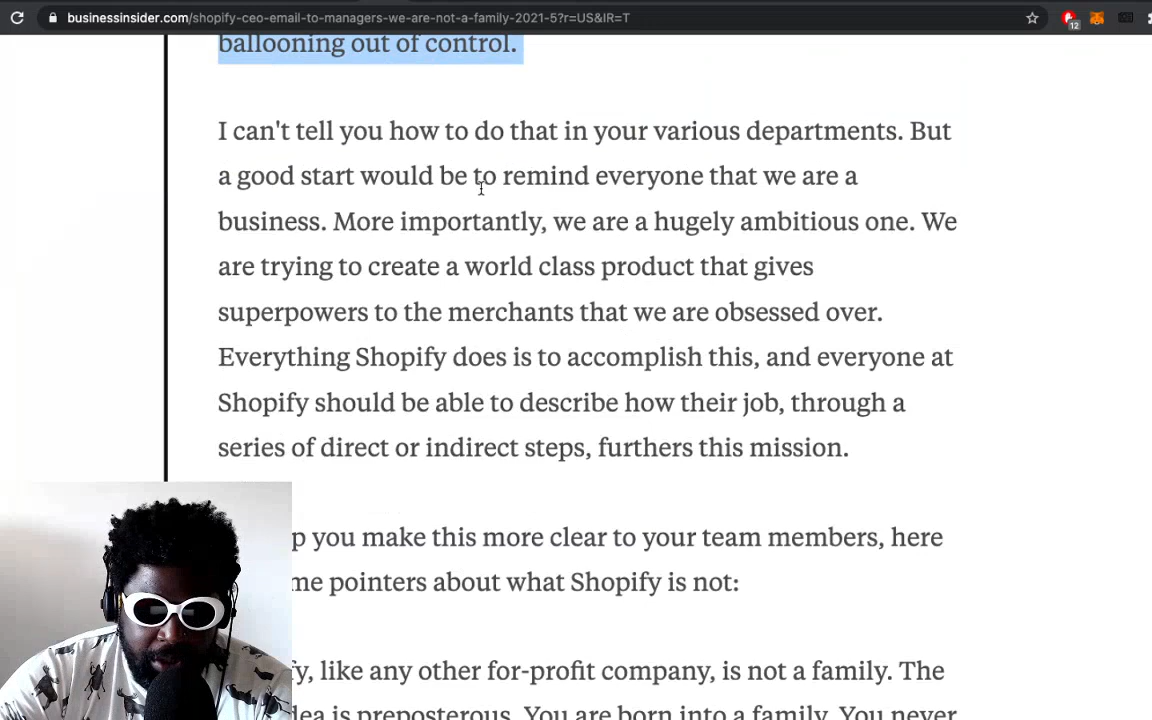 businessinsider.com/shopify-ceo-email-to-managers-we-are-not-a-family-2021-5?r=US&IR=T
12
ballooning out of control.
I can't tell you how to do that in your various departments. But
a good start would be to remind everyone that we are a
business. More importantly, we are a hugely ambitious one. We
are trying to create a world class product that gives
superpowers to the merchants that we are obsessed over.
Everything Shopify does is to accomplish this, and everyone at
Shopify should be able to describe how their job, through a
series of direct or indirect steps, furthers this mission.
p you make this more clear to your team members, here
me pointers about what Shopify is not:
fy, like any other for-profit company, is not a family. The
dea is preposterous. You are born into a family. You never